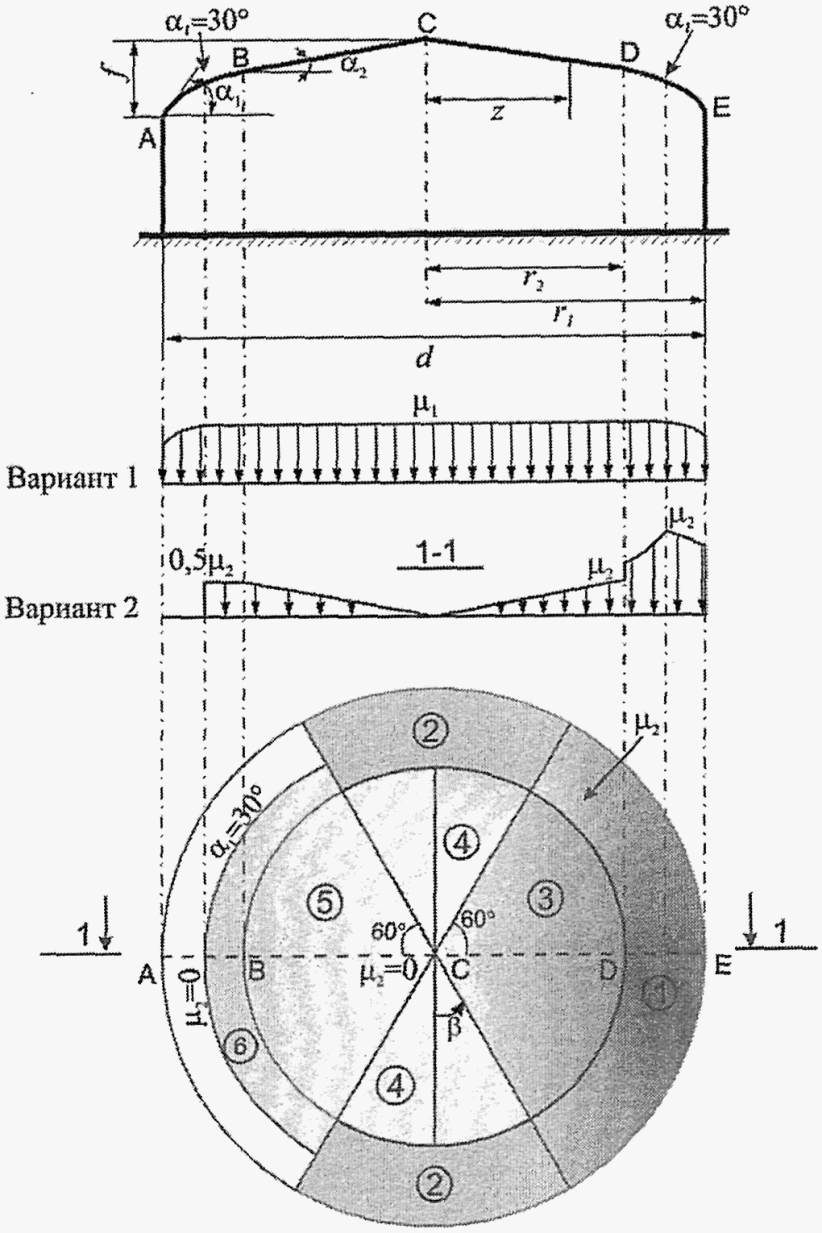 α₁=30°
C
α₁=30°
f
B
α₂
D
α₁
z
A
E
r₂
r₁
d
μ₁
Вариант 1
0,5μ₂
1-1
μ₂
μ₂
Вариант 2
②
μ₂
α₁=30°
④
⑤
③
60°
60°
1
1
A
B
μ₂=0
C
D
E
μ₂=0
①
β
⑥
④
②